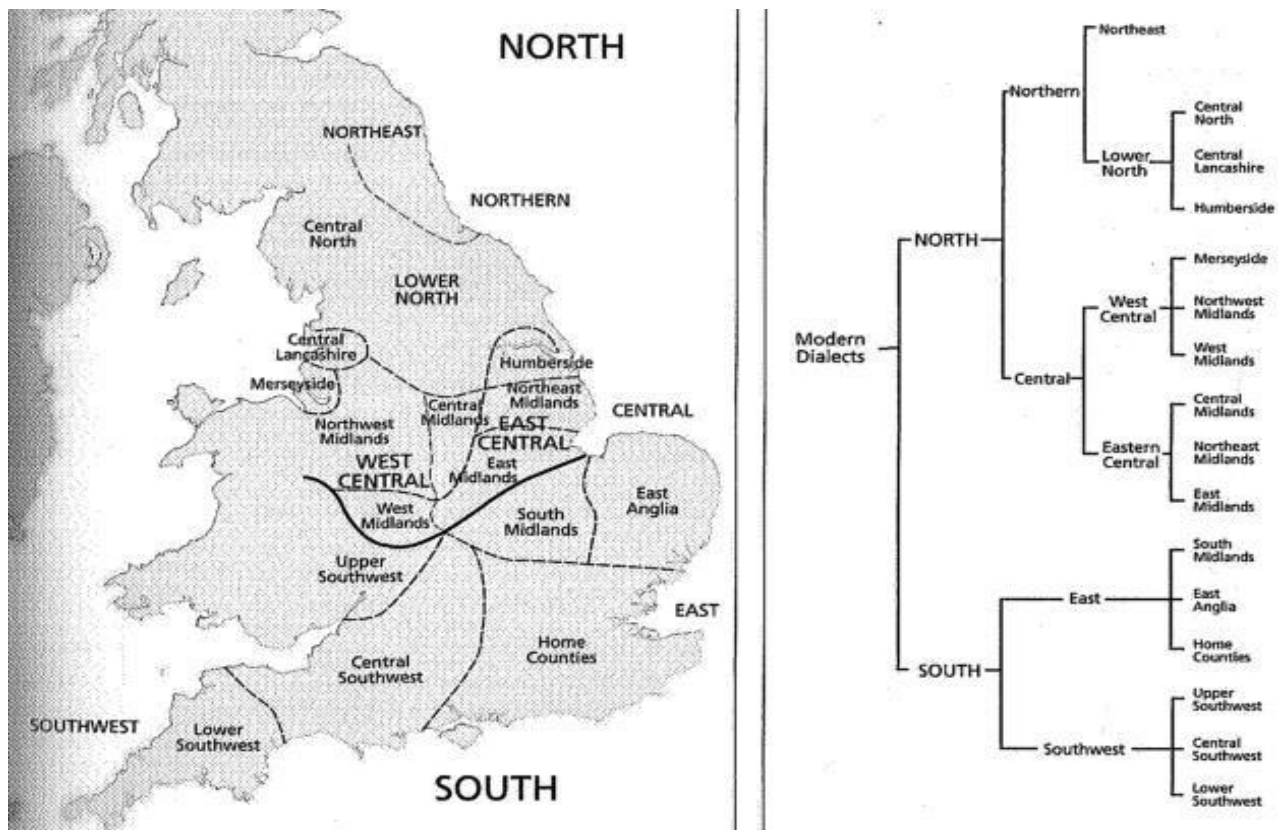 NORTH
NORTHEAST
NORTHERN
Central
North
LOWER
NORTH
Central
Lancashire
Humberside
Merseyside
Northeast
Midlands
Central
Midlands
CENTRAL
Northwest
Midlands
EAST
CENTRAL
WEST
CENTRAL
East
Midlands
East
Anglia
West
Midlands
South
Midlands
Upper
Southwest
EAST
Home
Counties
Central
Southwest
SOUTHWEST
Lower
Southwest
SOUTH
Modern
Dialects
NORTH
Northern
Northeast
Lower
North
Central
North
Central
Lancashire
Humberside
Central
West
Central
Merseyside
Northwest
Midlands
West
Midlands
Eastern
Central
Central
Midlands
Northeast
Midlands
East
Midlands
SOUTH
East
South
Midlands
East
Anglia
Home
Counties
Southwest
Upper
Southwest
Central
Southwest
Lower
Southwest